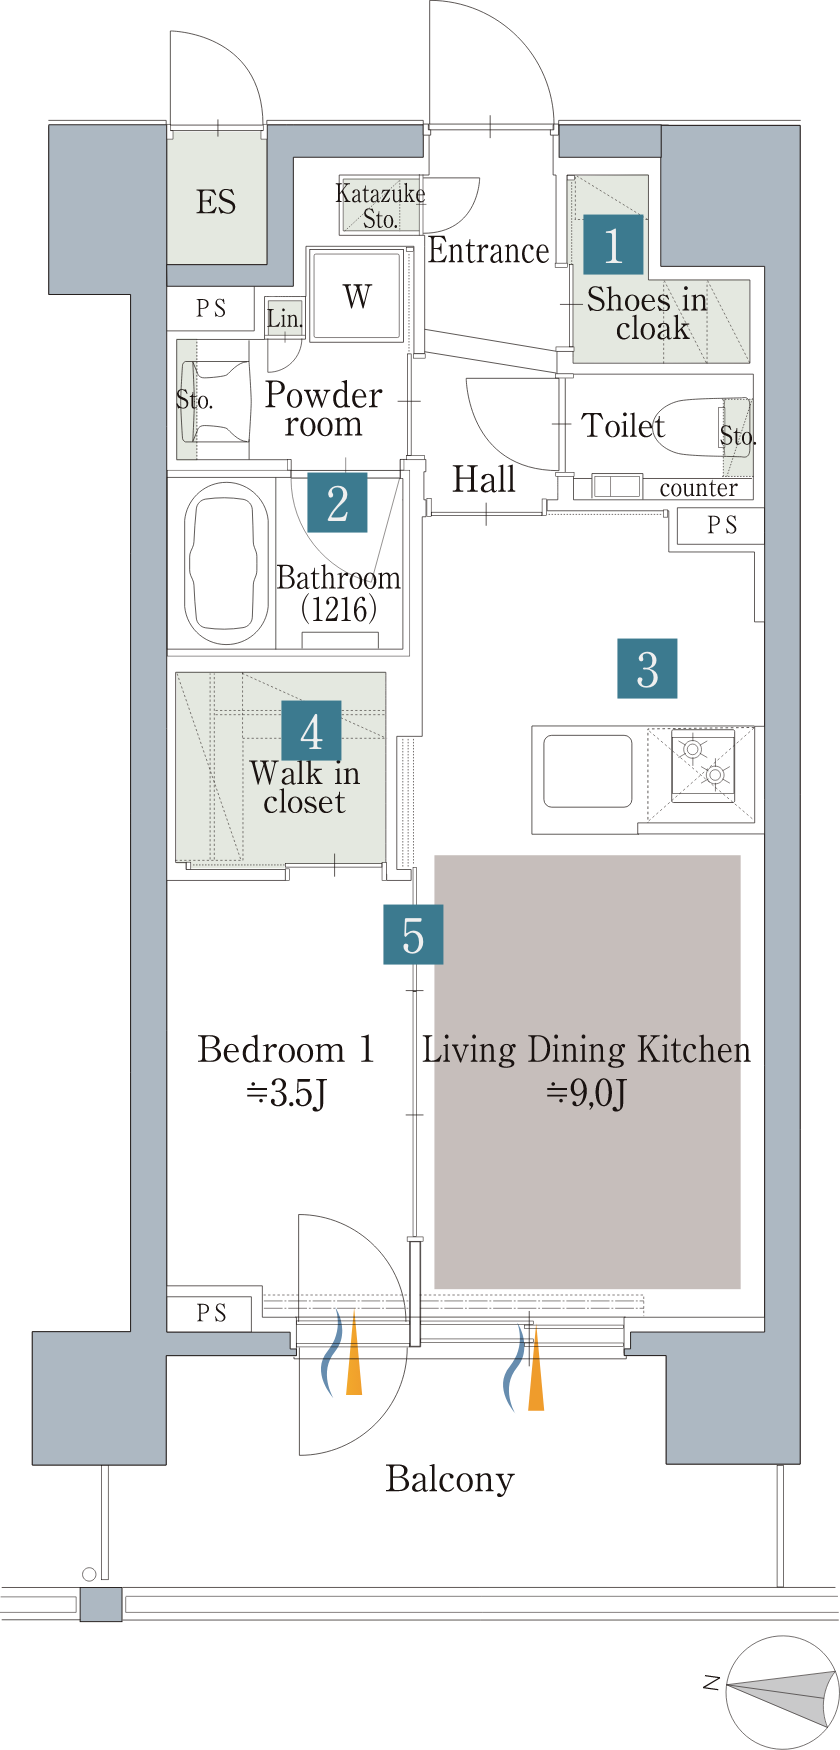 ES
Katazuke
Sto.
Entrance
1
Shoes in
cloak
PS
Lin.
W
Sto.
Powder
room
Toilet
Sto.
Hall
counter
PS
2
Bathroom
(1216)
3
4
Walk in
closet
5
Bedroom 1
≒3.5J
Living Dining Kitchen
≒9,0J
PS
Balcony
N